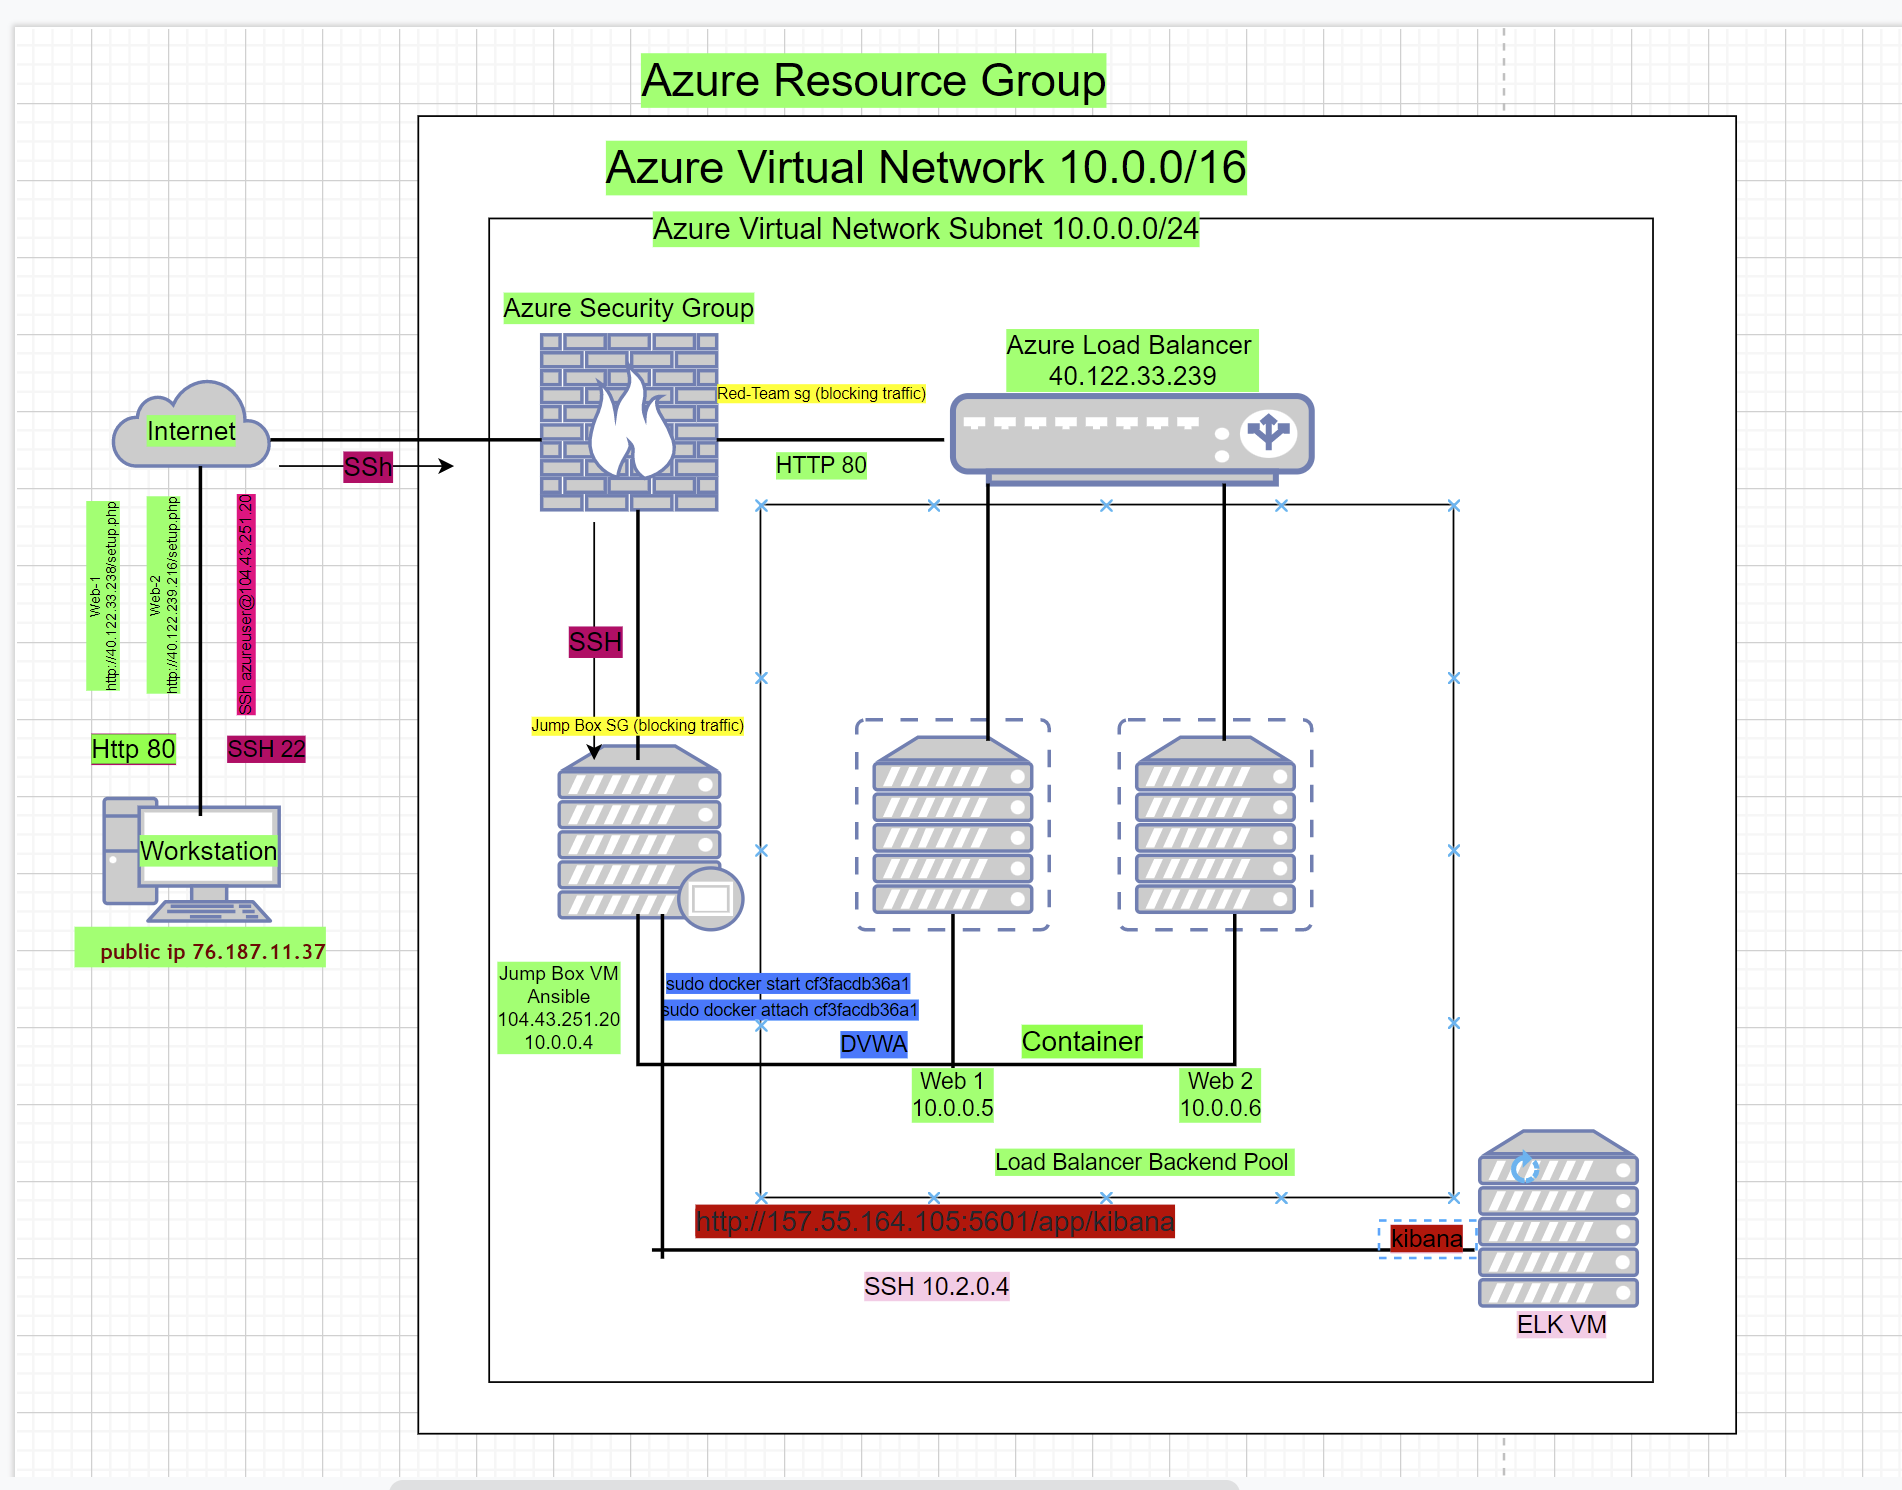 Azure Resource Group
Azure Virtual Network 10.0.0/16
Azure Virtual Network Subnet 10.0.0.0/24
Azure Security Group
Azure Load Balancer
40.122.33.239
Red-Team sg (blocking traffic)
Internet
SSh
HTTP 80
Web-1
http://40.122.33.238/setup.php
Web-2
http://40.122.239.216/setup.php
SSh azureuser@104.43.251.20
SSH
Jump Box SG (blocking traffic)
Http 80
SSH 22
Workstation
public ip 76.187.11.37
Jump Box VM
Ansible
104.43.251.20
10.0.0.4
sudo docker start cf3facdb36a1
sudo docker attach cf3facdb36a1
DVWA
Container
Web 1
10.0.0.5
Web 2
10.0.0.6
Load Balancer Backend Pool
http://157.55.164.105:5601/app/kibana
kibana
SSH 10.2.0.4
ELK VM